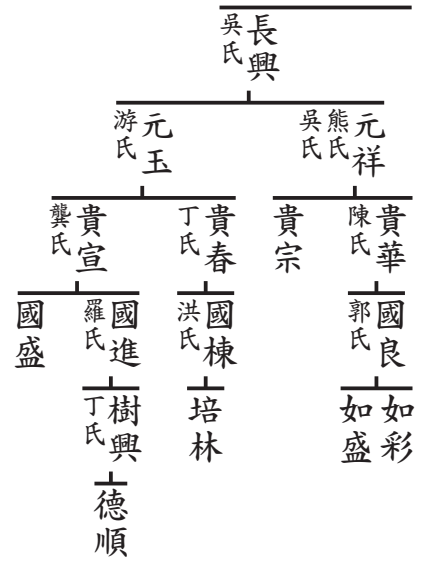 長興
吳氏
元祥
熊氏
吳氏
元玉
游氏
貴華
陳氏
貴宗
貴春
丁氏
貴宣
龔氏
國良
郭氏
國棟
洪氏
國進
羅氏
國盛
如彩
如盛
培林
樹興
丁氏
德順